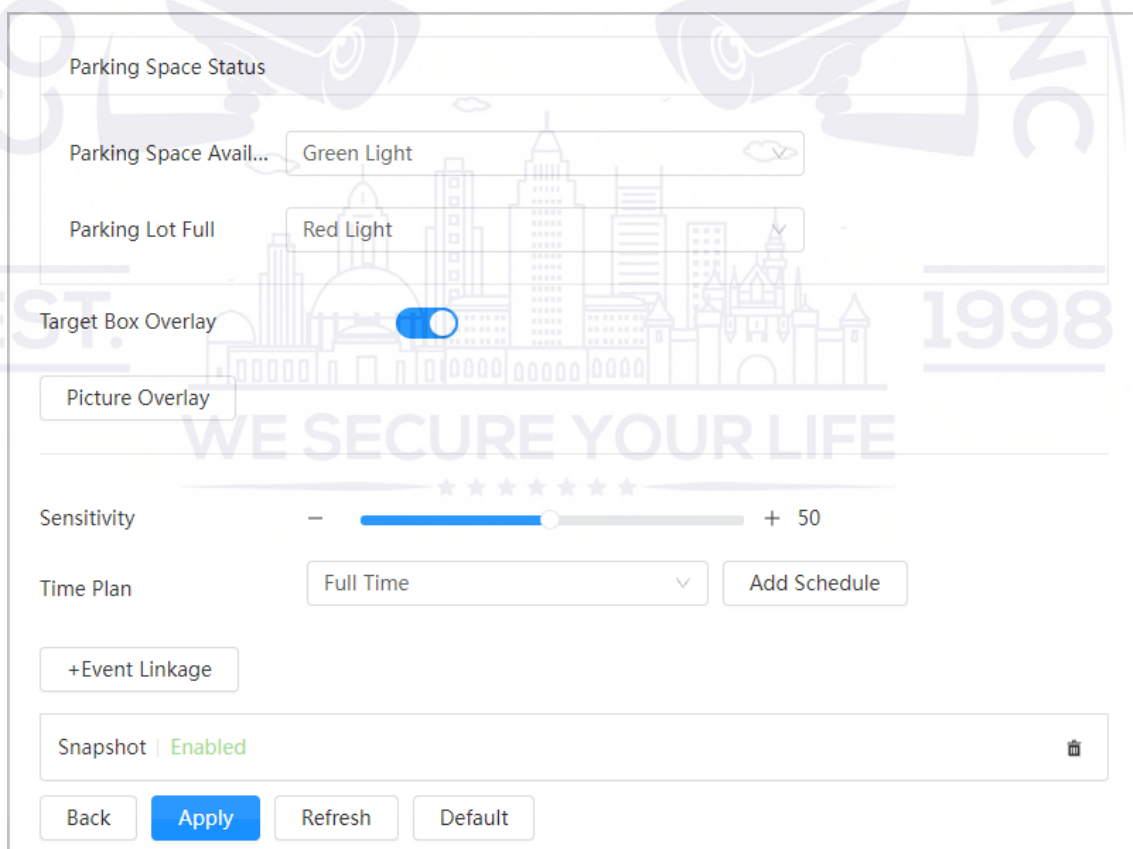 Parking Space Status
Parking Space Avail... Green Light
Parking Lot Full Red Light
EST. 1998
Target Box Overlay
Picture Overlay
WE SECURE YOUR LIFE
Sensitivity − + 50
Time Plan Full Time Add Schedule
+Event Linkage
Snapshot Enabled
Back Apply Refresh Default